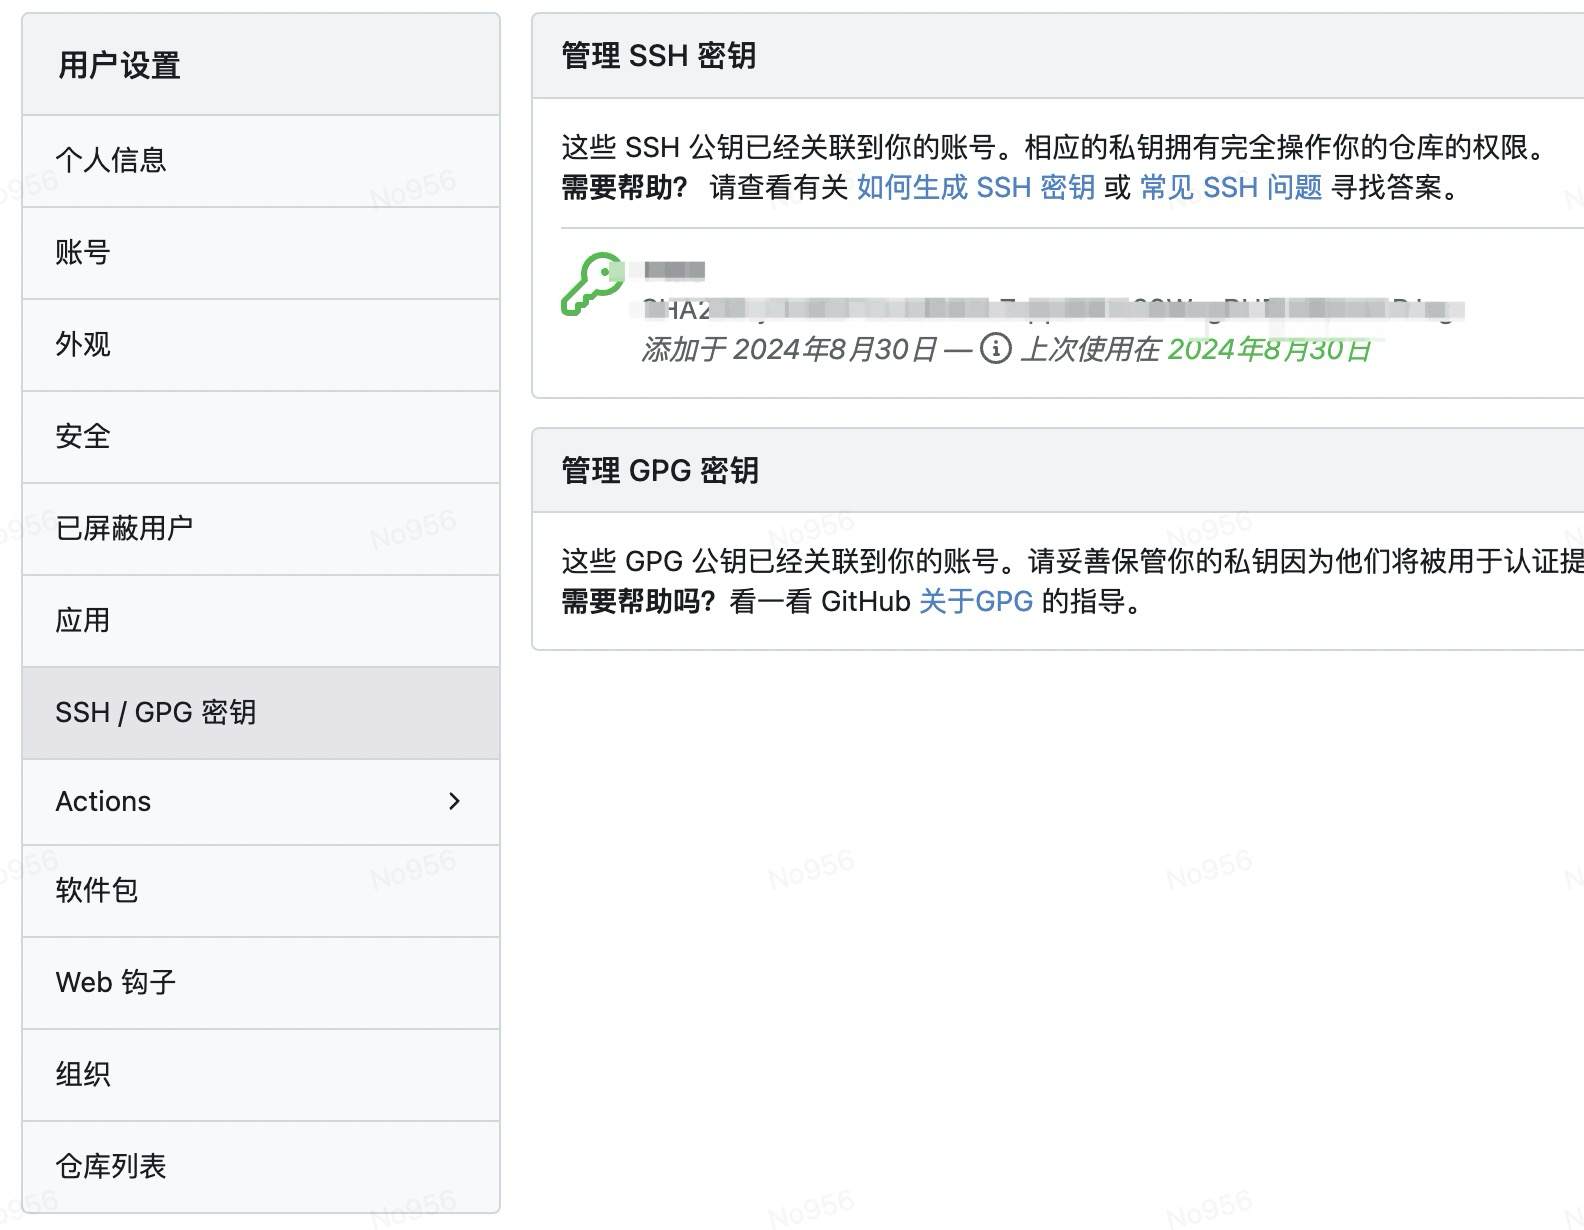 用户设置
个人信息
账号
外观
安全
已屏蔽用户
应用
SSH / GPG 密钥
Actions
软件包
Web 钩子
组织
仓库列表
管理 SSH 密钥
这些 SSH 公钥已经关联到你的账号。相应的私钥拥有完全操作你的仓库的权限。
需要帮助? 请查看有关 如何生成 SSH 密钥 或 常见 SSH 问题 寻找答案。
添加于 2024年8月30日 — 上次使用在 2024年8月30日
管理 GPG 密钥
这些 GPG 公钥已经关联到你的账号。请妥善保管你的私钥因为他们将被用于认证提
需要帮助吗? 看一看 GitHub 关于GPG 的指导。
No956